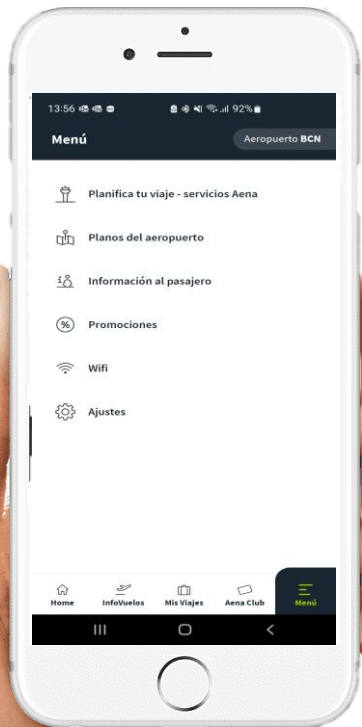 13:56 92%
Menú Aeropuerto BCN
Planifica tu viaje - servicios Aena
Planos del aeropuerto
Información al pasajero
%
Promociones
Wifi
Ajustes
Home InfoVuelos Mis Viajes Aena Club Menú